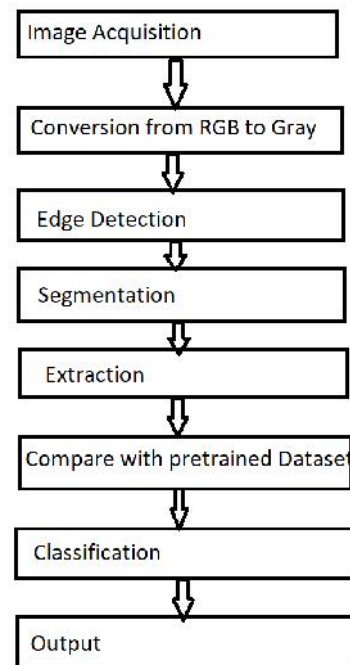 Image Acquisition
Conversion from RGB to Gray
Edge Detection
Segmentation
Extraction
Compare with pretrained Dataset
Classification
Output